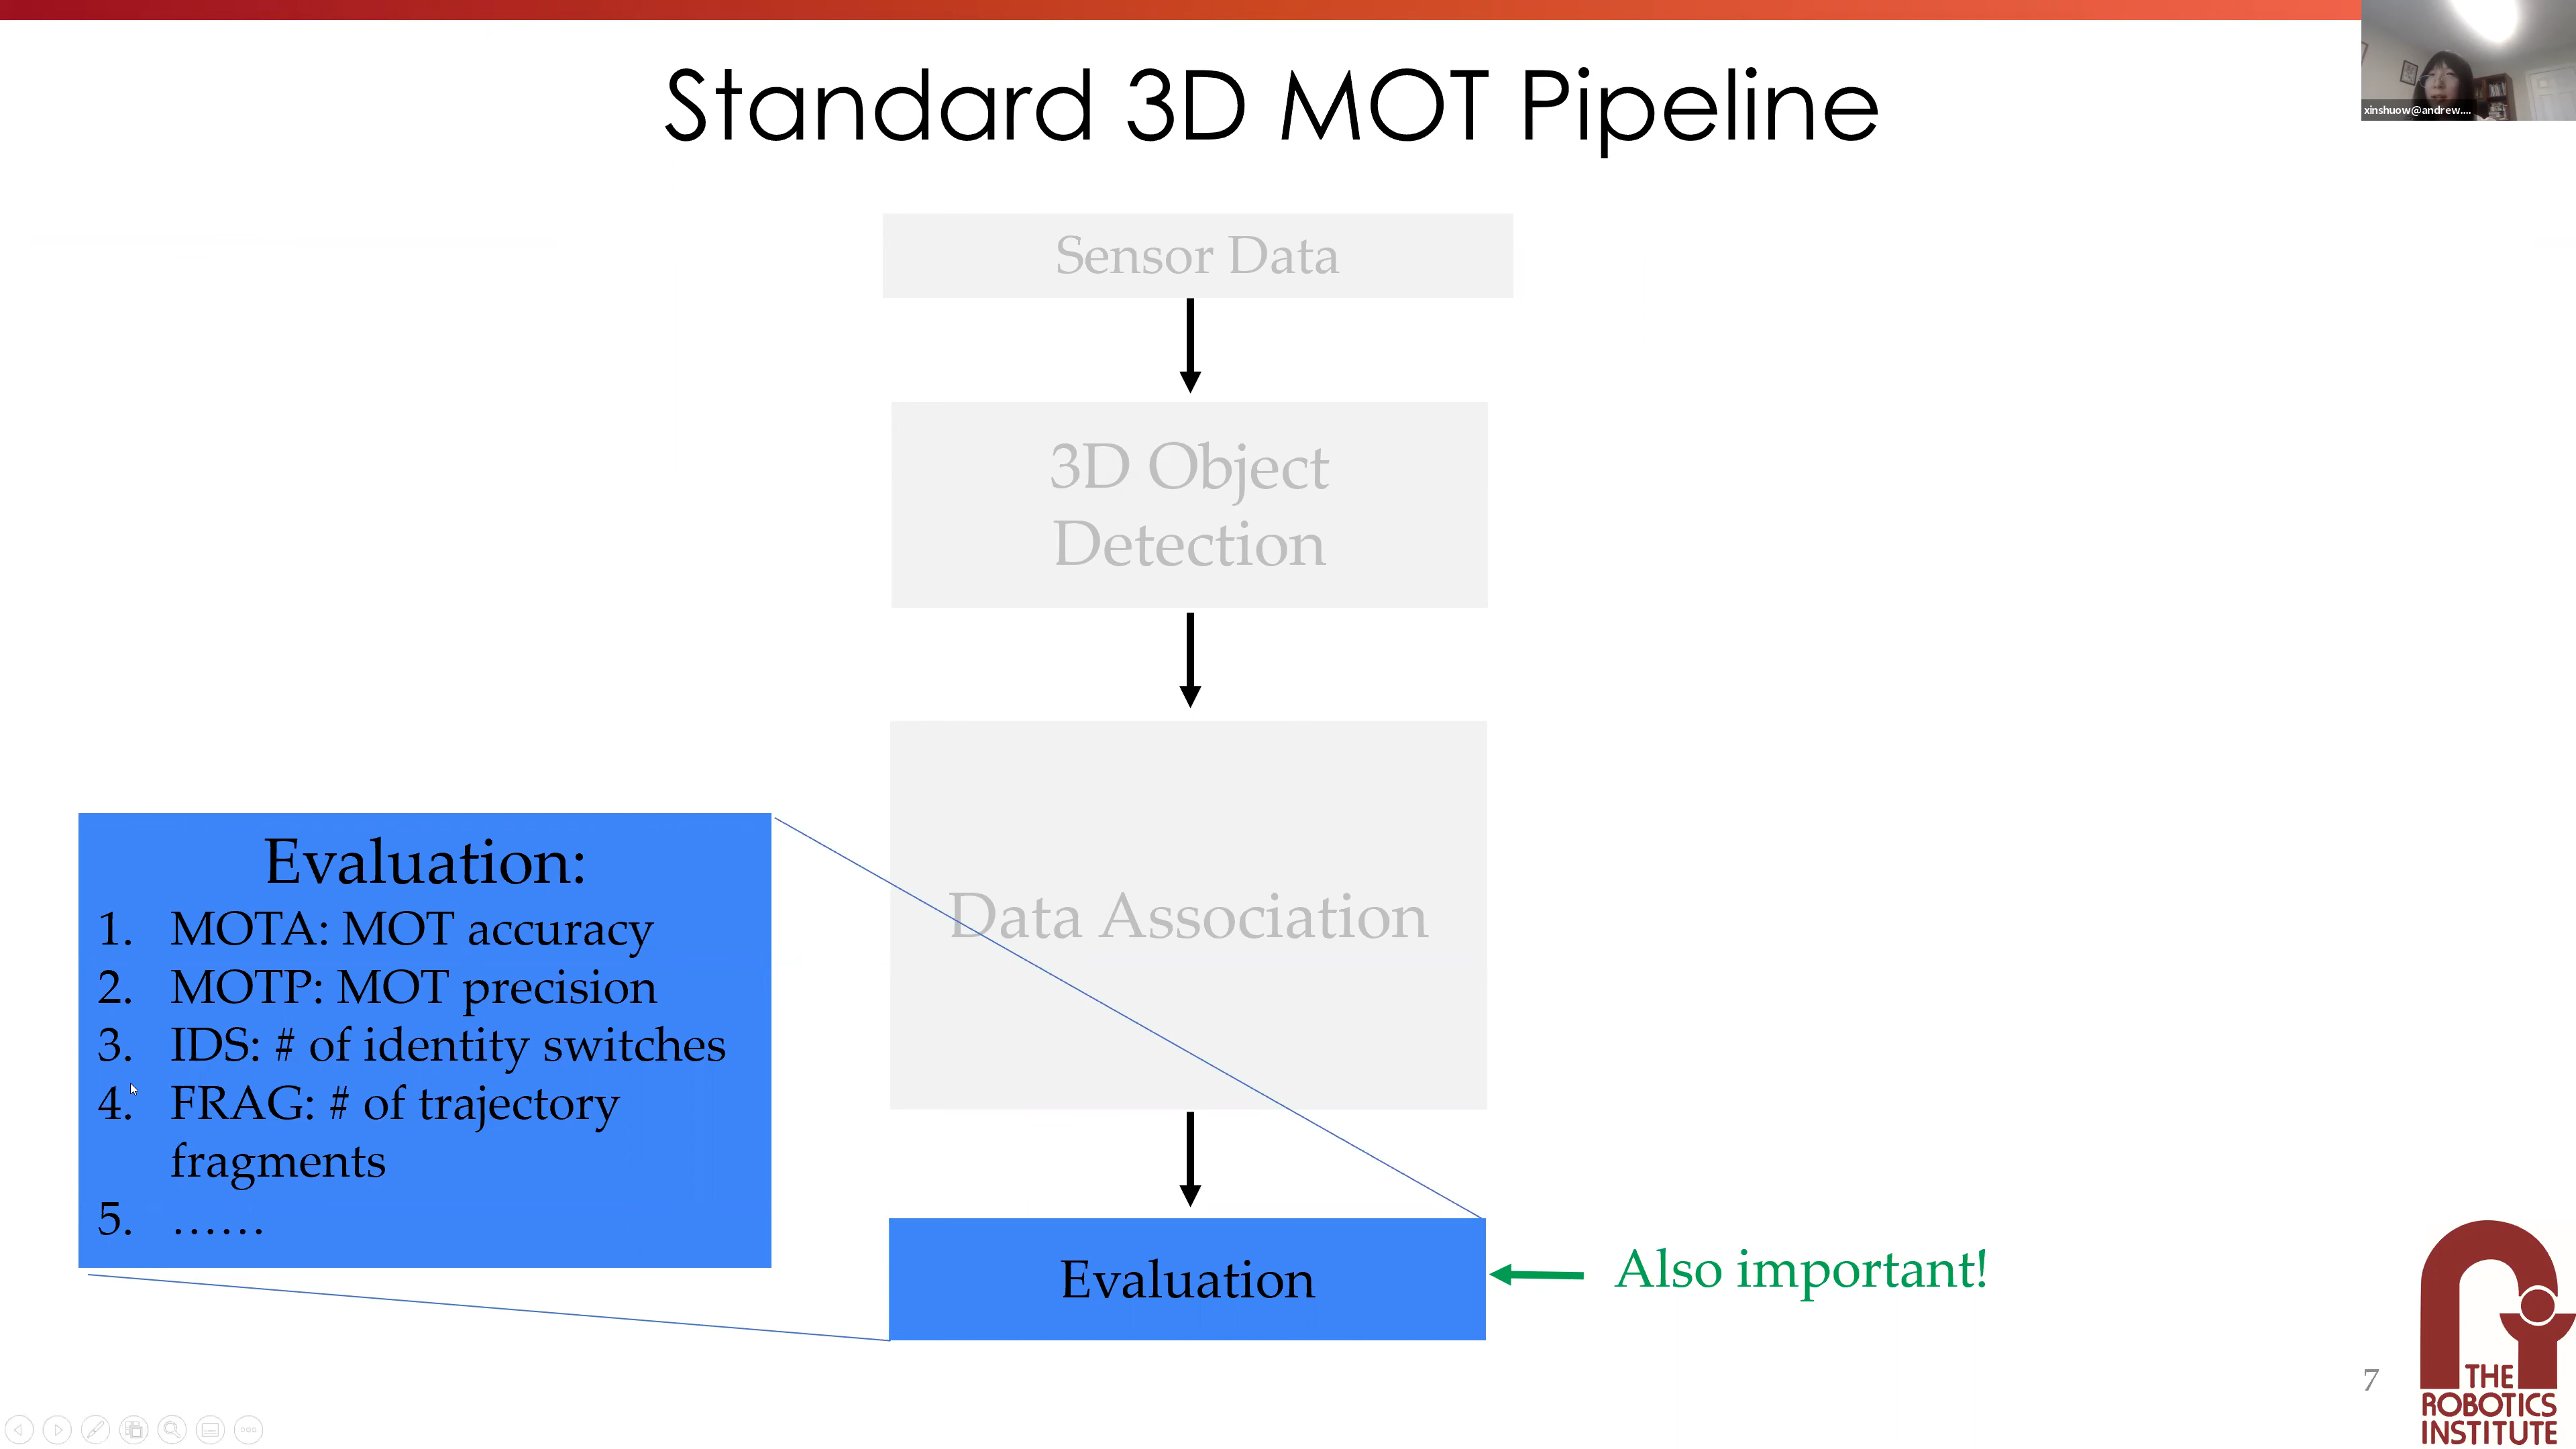 Standard 3D MOT Pipeline
xinshuow@andrew....
Sensor Data
3D Object
Detection
Data Association
Evaluation:
1. MOTA: MOT accuracy
2. MOTP: MOT precision
3. IDS: # of identity switches
4. FRAG: # of trajectory
fragments
5. ......
Evaluation
Also important!
7
THE
ROBOTICS
INSTITUTE